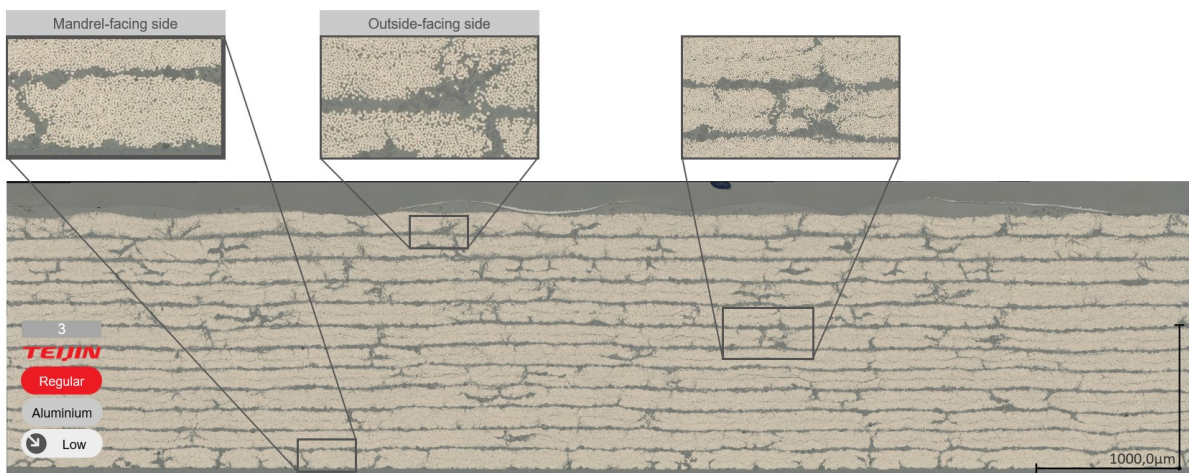 Mandrel-facing side
Outside-facing side
3
TEIJIN
Regular
Aluminium
Low
1000,0µm